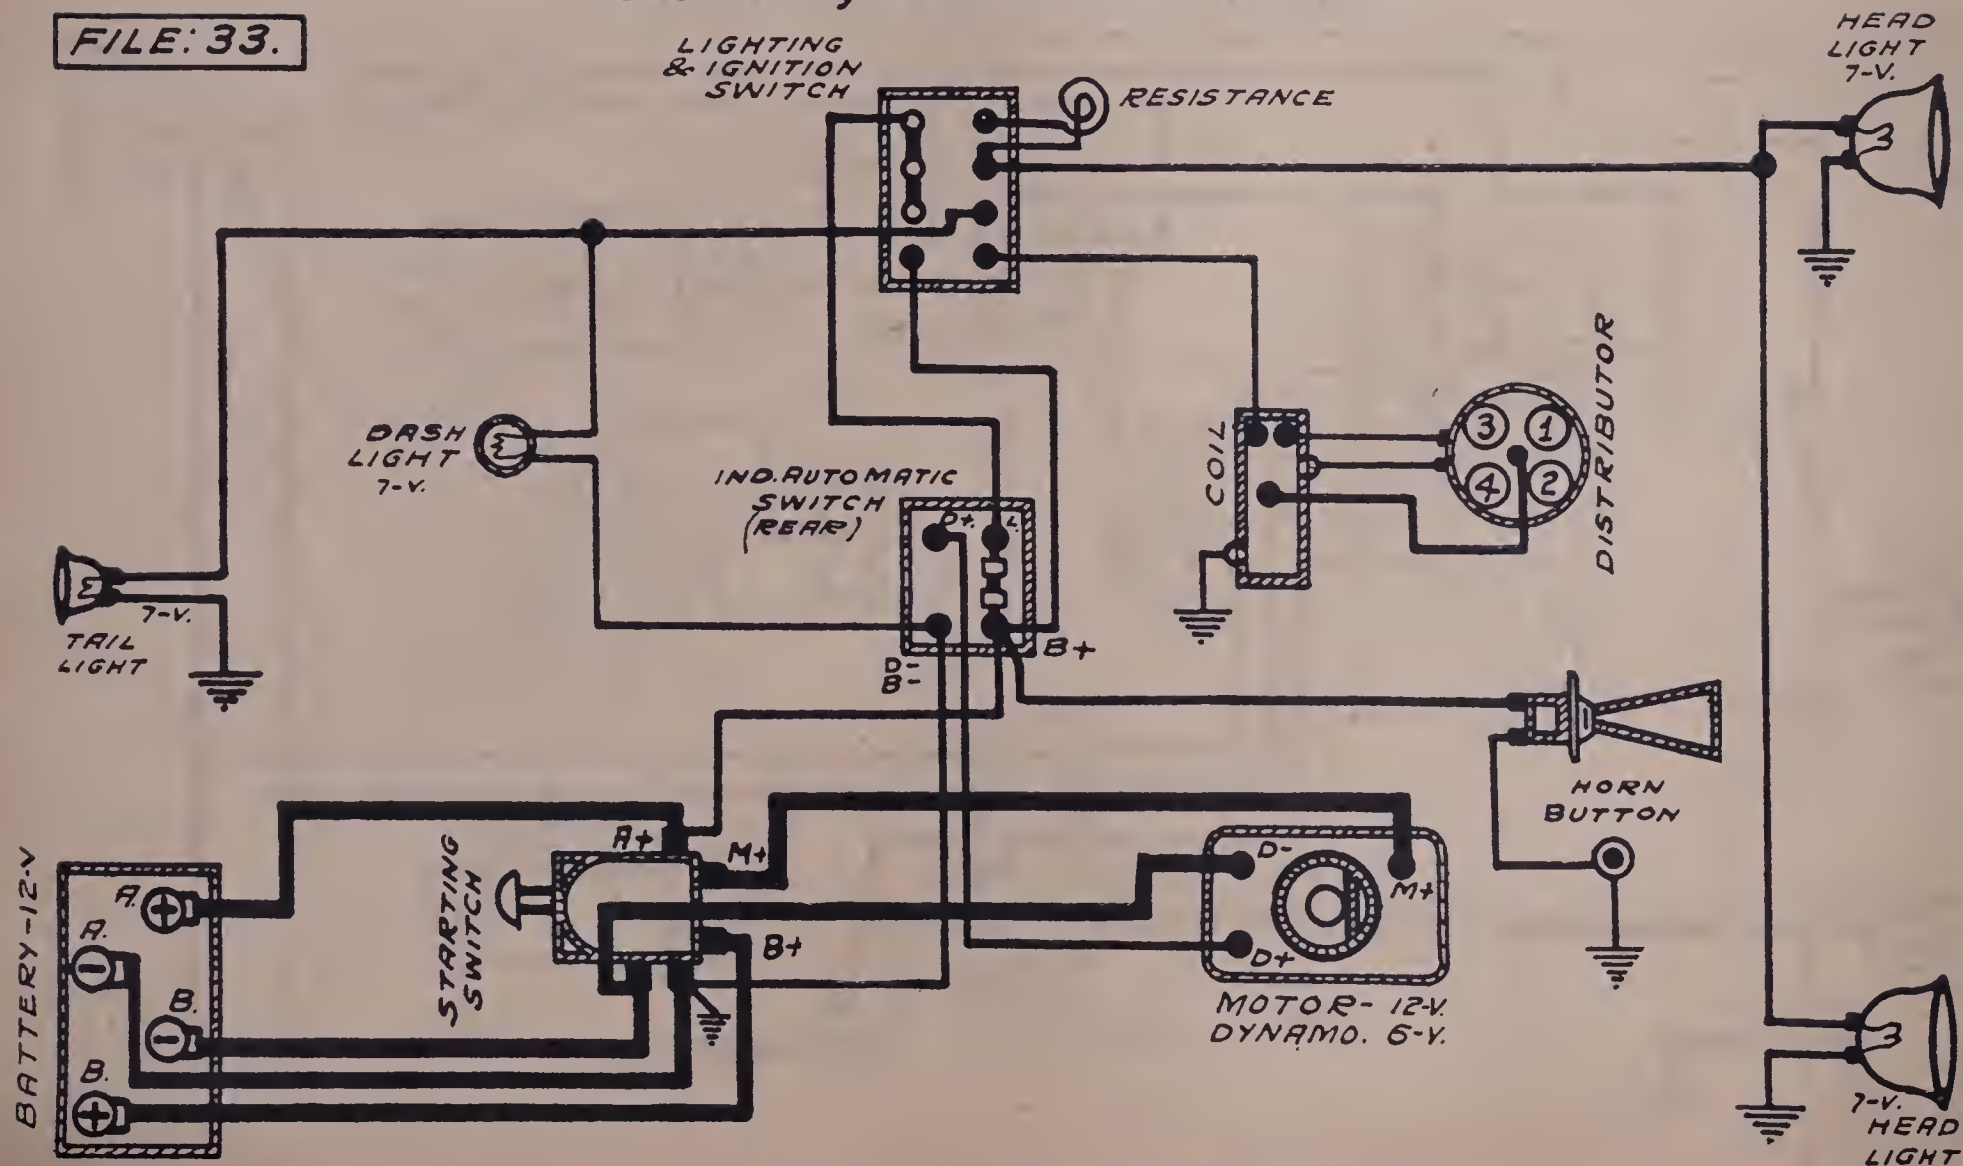 FILE: 33.
LIGHTING
& IGNITION
SWITCH
RESISTANCE
HEAD
LIGHT
7-V.
DASH
LIGHT
7-V.
IND. AUTOMATIC
SWITCH
(REAR)
D+.
L.
D-
B-
B+
COIL
3
1
4
2
DISTRIBUTOR
7-V.
TAIL
LIGHT
HORN
BUTTON
BATTERY-12-V
A.
A.
B.
B.
STARTING
SWITCH
A+
M+
B+
D-
M+
D+
MOTOR- 12-V.
DYNAMO. 6-V.
7-V.
HEAD
LIGHT